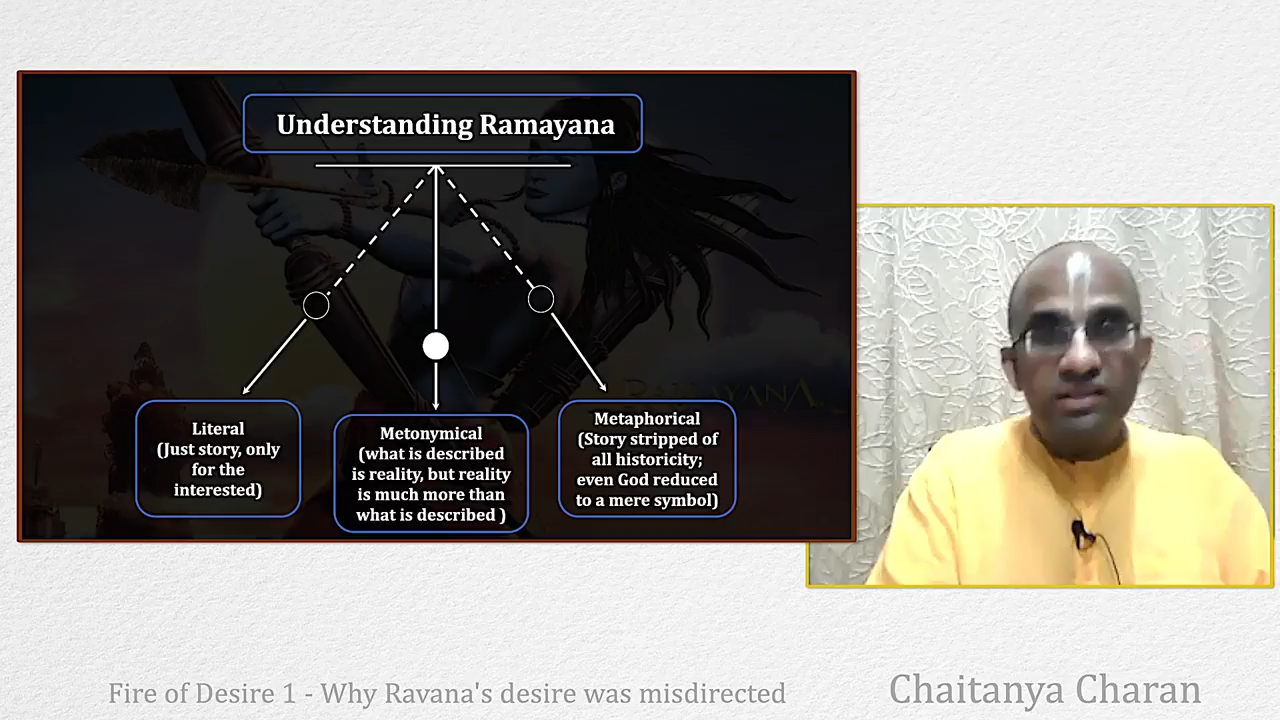 Understanding Ramayana
Literal
(Just story, only
for the
interested)
Metonymical
(what is described
is reality, but reality
is much more than
what is described )
Metaphorical
(Story stripped of
all historicity;
even God reduced
to a mere symbol)
RAMAYANA
Fire of Desire 1 - Why Ravana's desire was misdirected
Chaitanya Charan